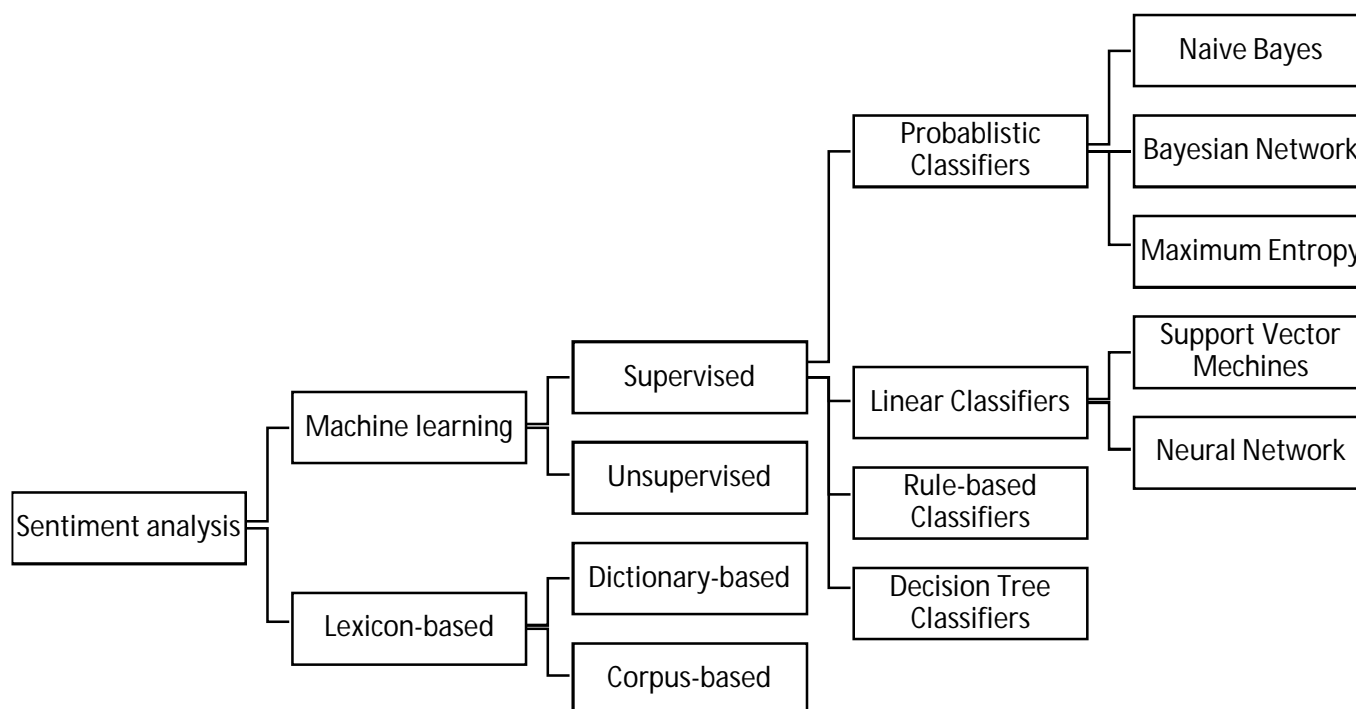 Naive Bayes
Probablistic
Classifiers
Bayesian Network
Maximum Entropy
Support Vector
Mechines
Supervised
Linear Classifiers
Machine learning
Neural Network
Unsupervised
Rule-based
Classifiers
Sentiment analysis
Dictionary-based
Decision Tree
Classifiers
Lexicon-based
Corpus-based